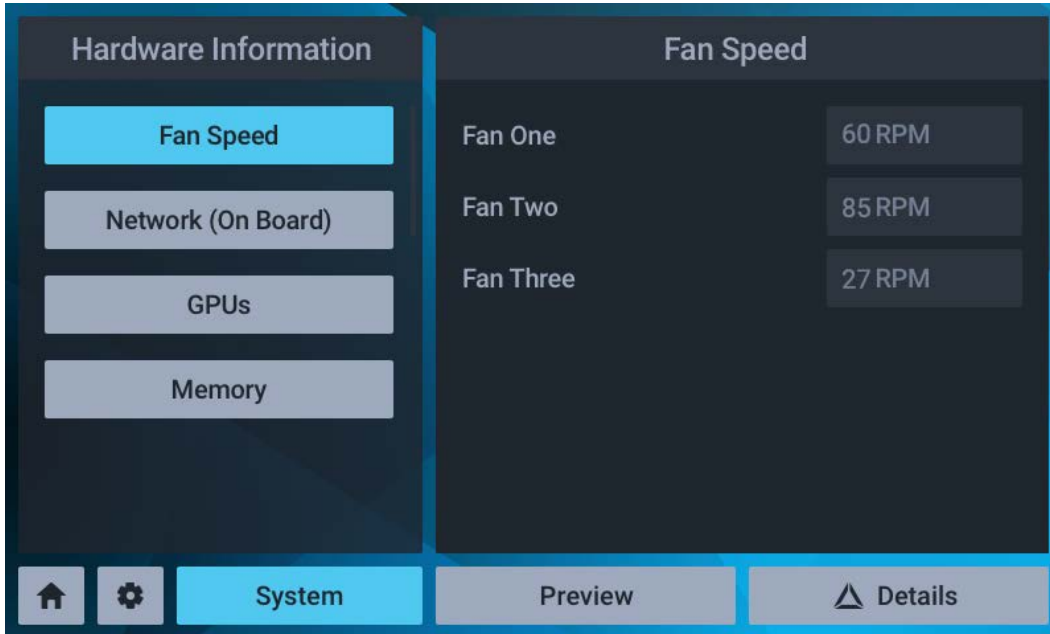 Hardware Information
Fan Speed
Network (On Board)
GPUs
Memory
Fan Speed
Fan One 60 RPM
Fan Two 85 RPM
Fan Three 27 RPM
System Preview Details